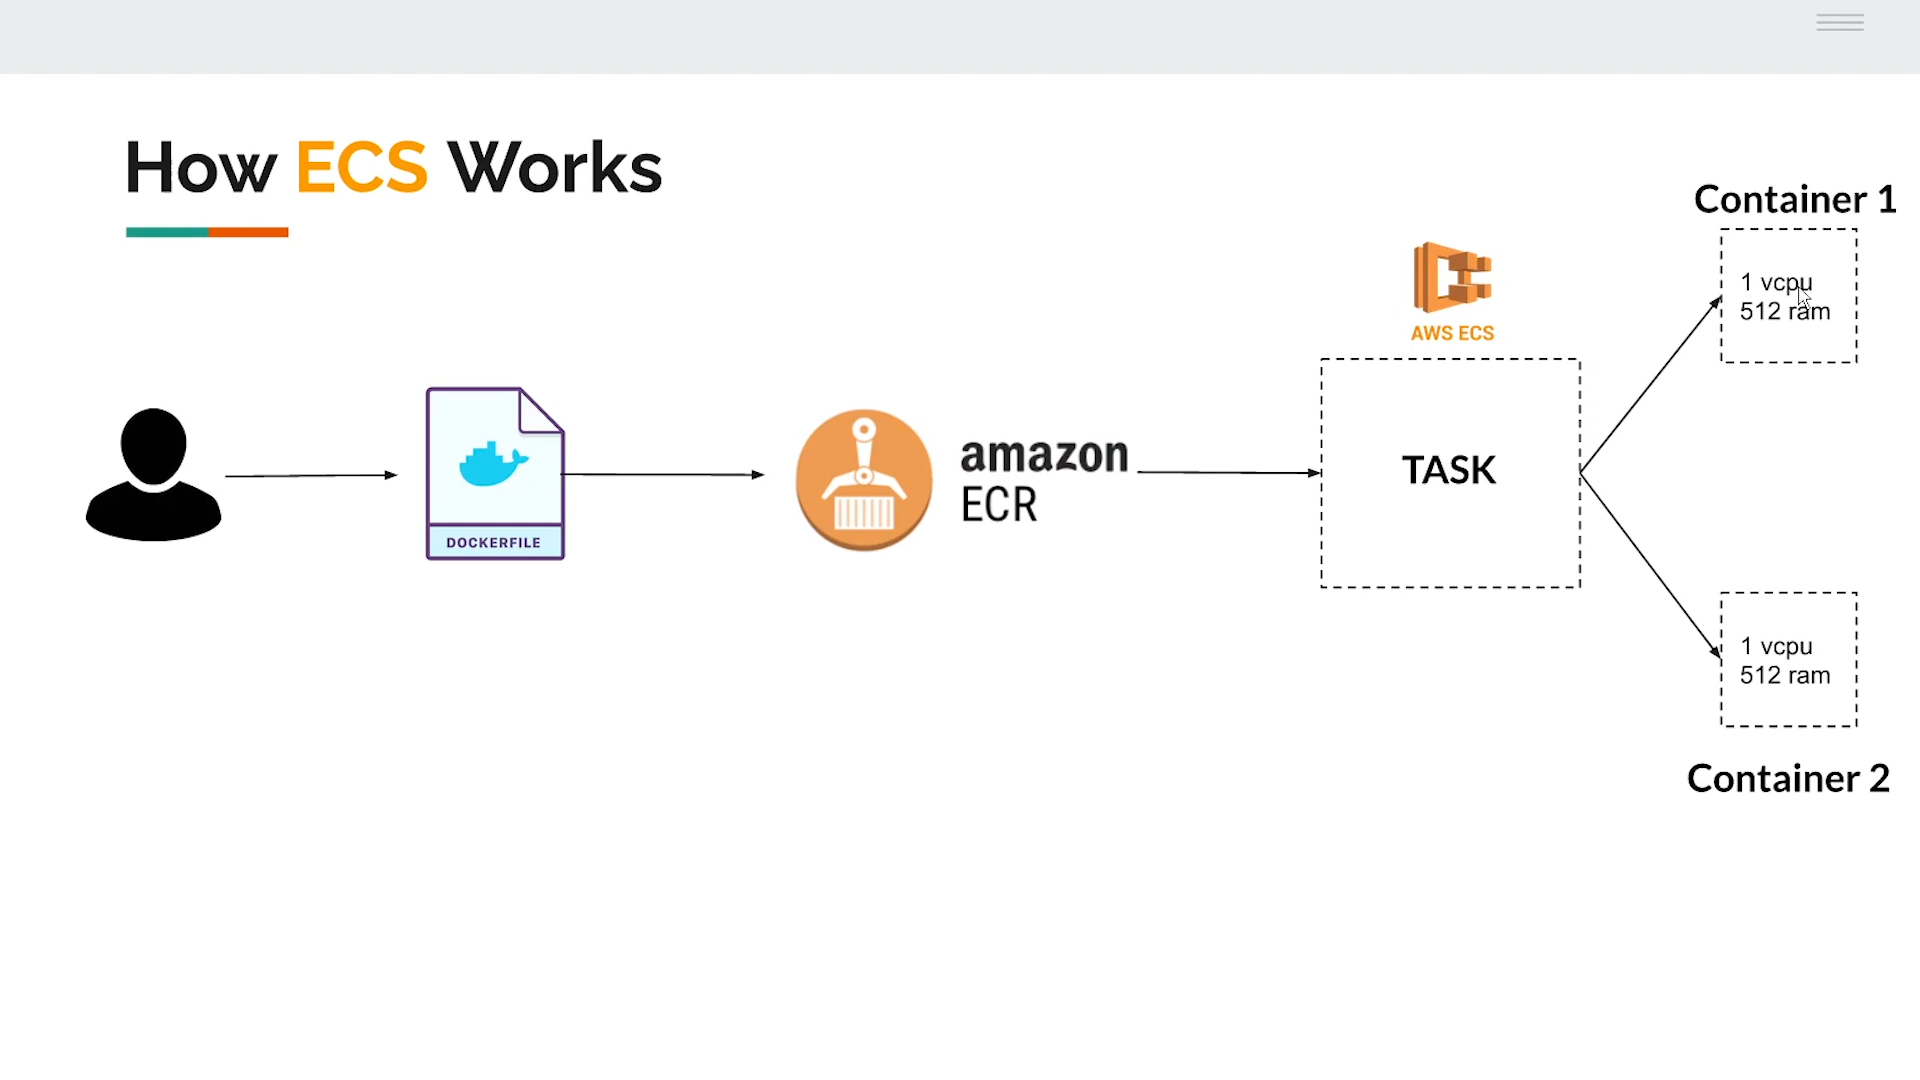 How ECS Works
Container 1
1 vcpu
512 ram
AWS ECS
DOCKERFILE
amazon
ECR
TASK
1 vcpu
512 ram
Container 2